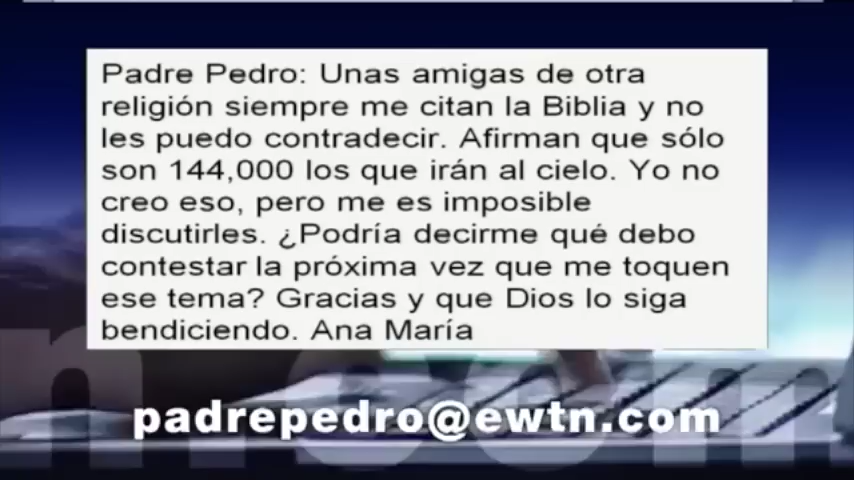 Padre Pedro: Unas amigas de otra
religión siempre me citan la Biblia y no
les puedo contradecir. Afirman que sólo
son 144,000 los que irán al cielo. Yo no
creo eso, pero me es imposible
discutirles. ¿Podría decirme qué debo
contestar la próxima vez que me toquen
ese tema? Gracias y que Dios lo siga
bendiciendo. Ana María
padrepedro@ewtn.com